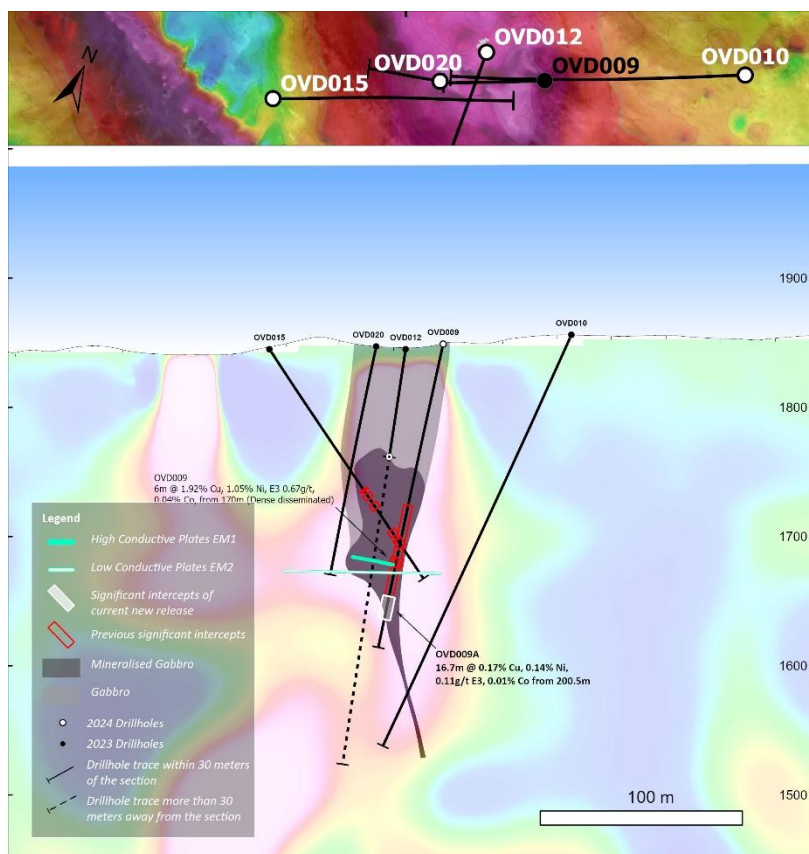 N
OVD015
OVD020
OVD012
OVD009
OVD010
1900
OVD015
OVD020
OVD012
OVD009
OVD010
1800
OVD009
6m @ 1.92% Cu, 1.05% Ni, E3 0.67g/t,
0.04% Co, from 170m (Dense disseminated)
1700
Legend
High Conductive Plates EM1
Low Conductive Plates EM2
Significant intercepts of
current new release
Previous significant intercepts
Mineralised Gabbro
Gabbro
2024 Drillholes
2023 Drillholes
Drillhole trace within 30 meters
of the section
Drillhole trace more than 30
meters away from the section
OVD009A
16.7m @ 0.17% Cu, 0.14% Ni,
0.11g/t E3, 0.01% Co from 200.5m
1600
1500
100 m